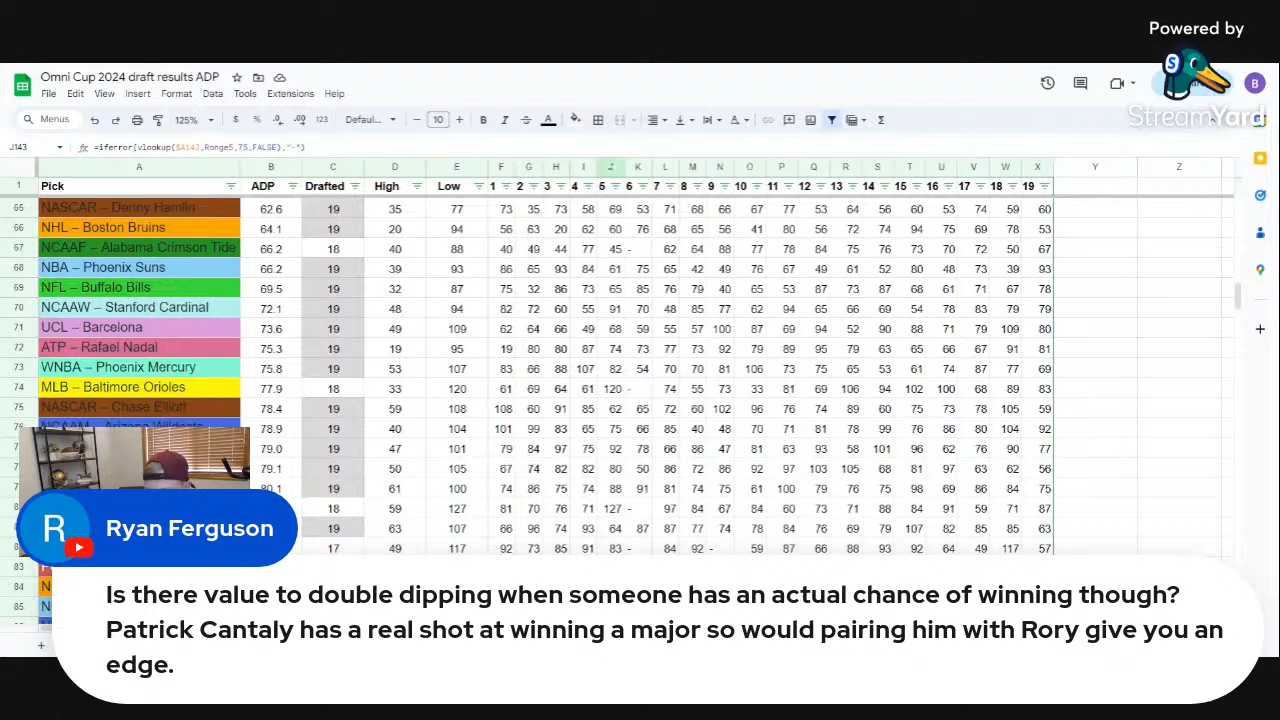 Powered by
StreamYard
Omni Cup 2024 draft results ADP
File Edit View Insert Format Data Tools Extensions Help
B
Menus 125% $ % .0 .00 123 Defaul... 10 B I A Σ
J143 fx =iferror(vlookup($A143,Range5,75,FALSE),"-")
A B C D E F G H I J K L M N O P Q R S T U V W X Y Z
1 Pick ADP Drafted High Low 1 2 3 4 5 6 7 8 9 10 11 12 13 14 15 16 17 18 19
65 NASCAR – Denny Hamlin 62.6 19 35 77 73 35 73 58 69 53 71 68 66 67 77 53 64 56 60 53 74 59 60
66 NHL – Boston Bruins 64.1 19 20 94 56 63 20 62 60 76 68 65 56 41 80 56 72 74 94 75 69 78 53
67 NCAAF – Alabama Crimson Tide 66.2 18 40 88 40 49 44 77 45 - 62 64 88 77 78 84 75 76 73 70 72 50 67
68 NBA – Phoenix Suns 66.2 19 39 93 86 65 93 84 61 75 65 42 49 76 67 49 61 52 80 48 73 39 93
69 NFL – Buffalo Bills 69.5 19 32 87 75 32 86 73 65 85 76 79 40 65 53 87 73 87 68 61 71 67 78
70 NCAAW – Stanford Cardinal 72.1 19 48 94 82 72 60 55 91 70 48 85 77 62 94 65 66 69 54 78 83 79 79
71 UCL – Barcelona 73.6 19 49 109 62 64 66 49 68 59 55 57 100 87 69 94 52 90 88 71 79 109 80
72 ATP – Rafael Nadal 75.3 19 19 95 19 80 80 87 74 73 77 73 92 79 89 95 79 63 65 66 67 91 81
73 WNBA – Phoenix Mercury 75.8 19 53 107 83 66 88 107 82 54 70 70 81 106 73 75 65 53 61 74 87 77 69
74 MLB – Baltimore Orioles 77.9 18 33 120 61 69 64 61 120 - 74 55 73 33 81 69 106 94 102 100 68 89 83
75 NASCAR – Chase Elliott 78.4 19 59 108 108 60 91 85 62 65 72 60 102 96 76 74 89 60 75 73 78 105 59
76 NCAAM – Arizona Wildcats 78.9 19 40 104 101 99 83 65 75 66 85 40 48 71 81 99 76 86 80 104 92
79.0 19 47 101 79 84 97 75 92 78 66 86 47 81 63 93 58 101 96 62 76 90 77
79.1 19 50 105 67 74 82 82 80 50 86 72 86 103 103 68 81 97 63 62 56
80.1 19 61 100 74 86 75 74 88 91 81 74 75 61 100 79 76 75 98 69 86 84 75
18 59 127 81 70 76 71 127 - 97 84 67 84 60 73 71 88 84 91 59 71 87
19 63 107 66 96 74 93 64 87 87 77 74 84 69 79 107 82 85 85 63
17 49 117 92 73 85 91 83 - 84 92 - 59 87 66 88 93 92 64 49 117 57
83
84 N
85 N
R
Ryan Ferguson
Is there value to double dipping when someone has an actual chance of winning though?
Patrick Cantaly has a real shot at winning a major so would pairing him with Rory give you an
edge.